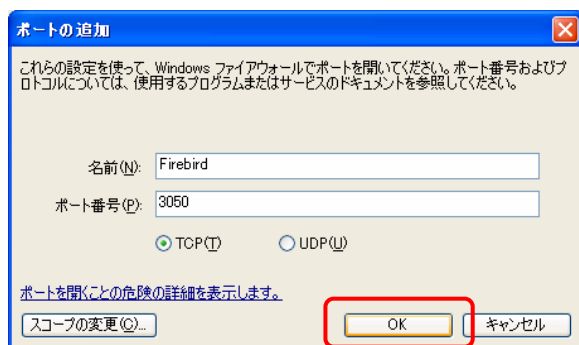 ポートの追加
これらの設定を使って、Windows ファイアウォールでポートを開いてください。ポート番号およびプ
ロトコルについては、使用するプログラムまたはサービスのドキュメントを参照してください。
名前(N): Firebird
ポート番号(P): 3050
TCP(T) UDP(U)
ポートを開くことの危険の詳細を表示します。
スコープの変更(C)... OK キャンセル